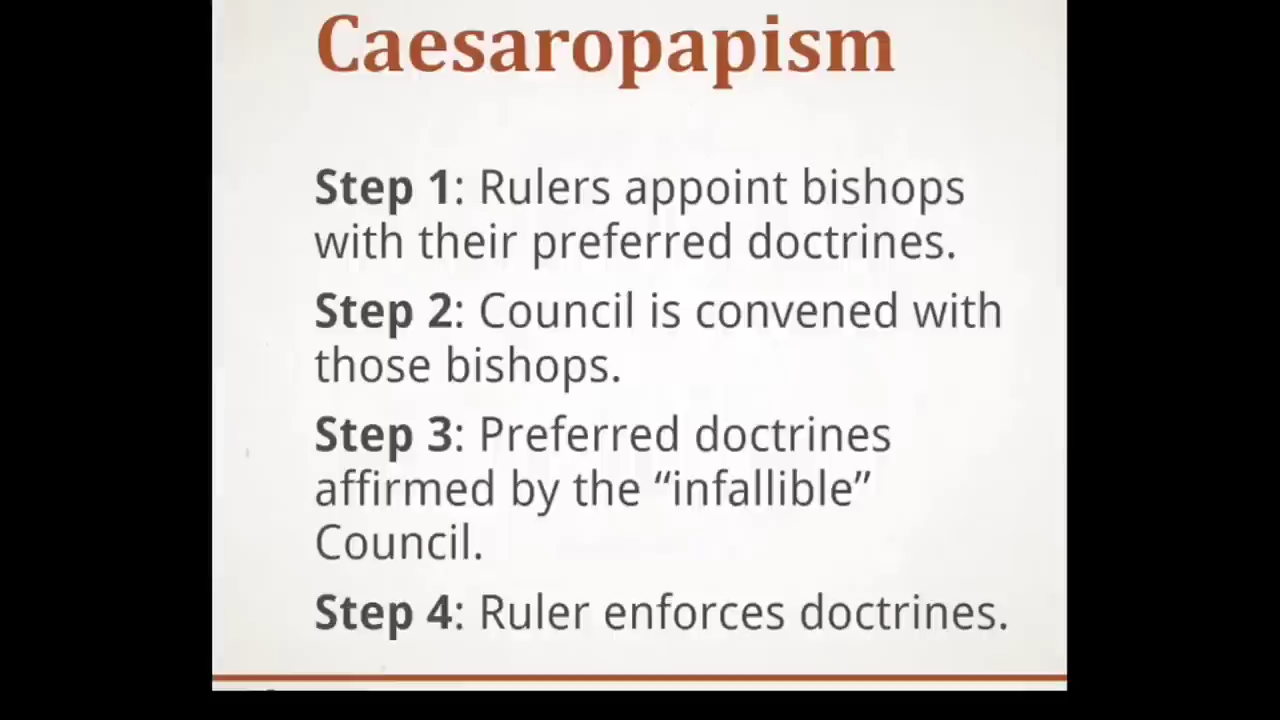 Caesaropapism
Step 1: Rulers appoint bishops
with their preferred doctrines.
Step 2: Council is convened with
those bishops.
Step 3: Preferred doctrines
affirmed by the “infallible”
Council.
Step 4: Ruler enforces doctrines.